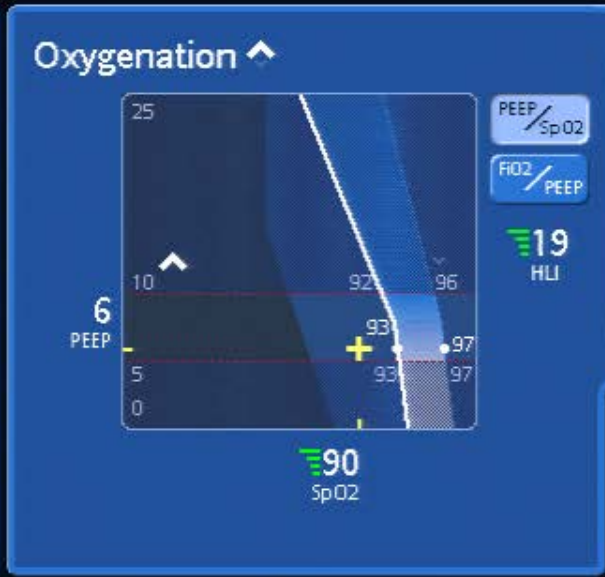 Oxygenation
25
PEEP/SpO2
FiO2/PEEP
19
HLI
10 92 96
6
PEEP
93 97
5 93 97
0
90
SpO2